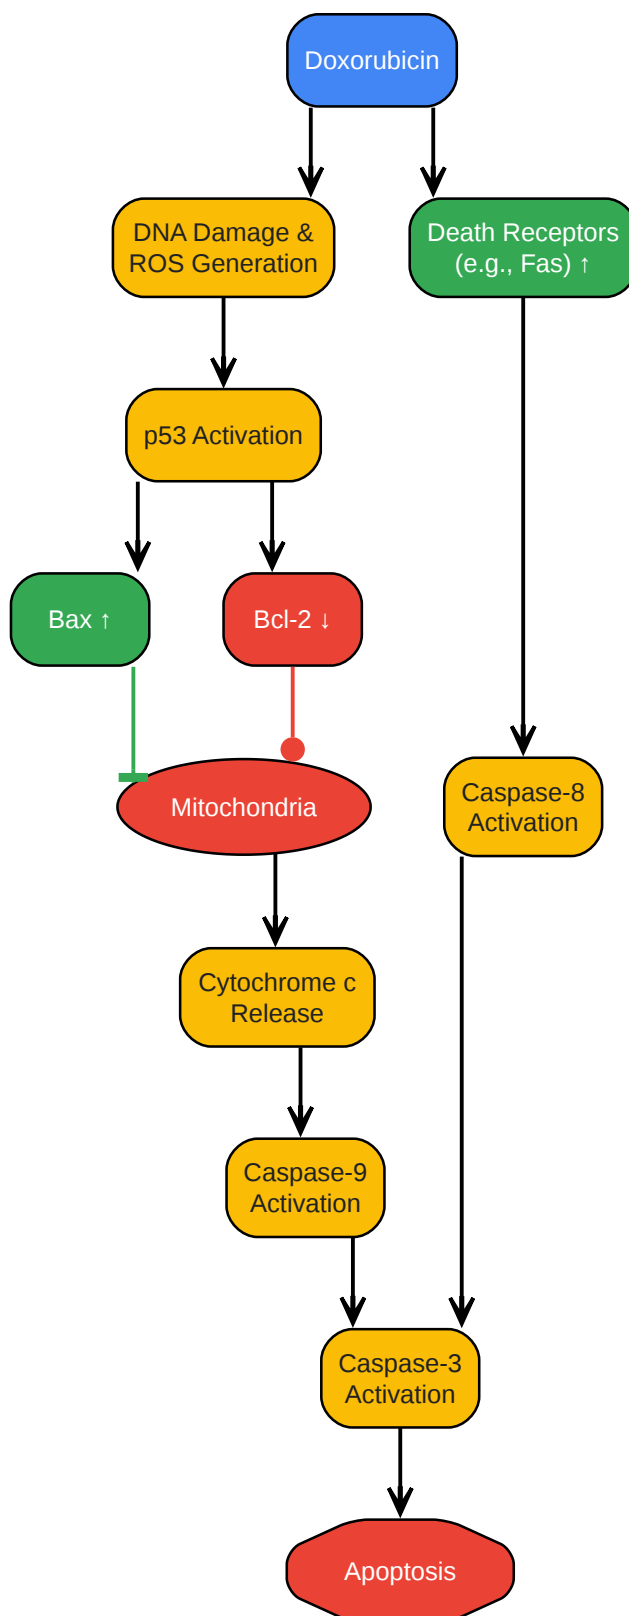 Doxorubicin
DNA Damage &
ROS Generation
Death Receptors
(e.g., Fas) ↑
p53 Activation
Bax ↑
Bcl-2 ↓
Mitochondria
Caspase-8
Activation
Cytochrome c
Release
Caspase-9
Activation
Caspase-3
Activation
Apoptosis